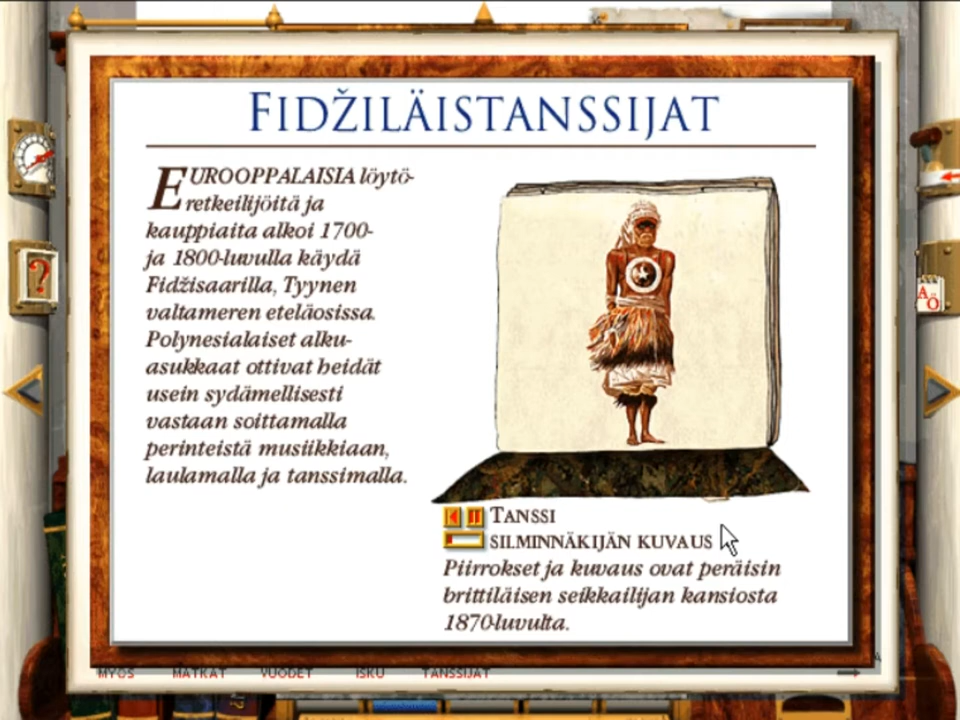 FIDŽILÄISTANSSIJAT
EUROOPPALAISIA löytö-
retkeilijöitä ja
kauppiaita alkoi 1700-
ja 1800-luvulla käydä
Fidžisaarilla, Tyynen
valtameren eteläosissa.
Polynesialaiset alku-
asukkaat ottivat heidät
usein sydämellisesti
vastaan soittamalla
perinteistä musiikkiaan,
laulamalla ja tanssimalla.
TANSSI
SILMINNÄKIJÄN KUVAUS
Piirrokset ja kuvaus ovat peräisin
brittiläisen seikkailijan kansiosta
1870-luvulta.
?
AÖ
MYÖS MATKAT VUODET ISKU TANSSIJAT